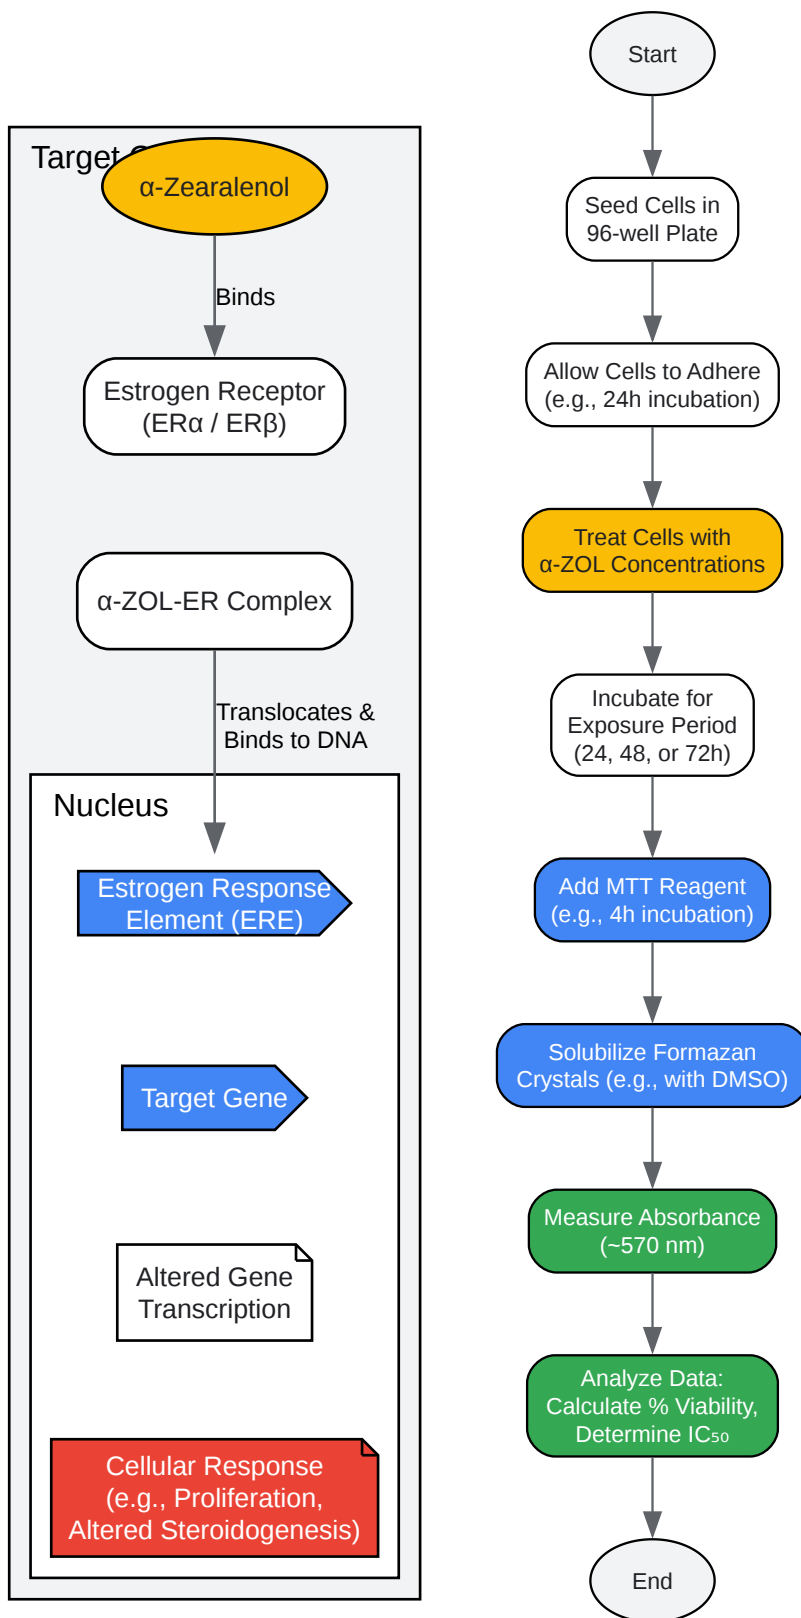 Target
α-Zearalenol
Binds
Estrogen Receptor
(ERα / ERβ)
α-ZOL-ER Complex
Translocates &
Binds to DNA
Nucleus
Estrogen Response
Element (ERE)
Target Gene
Altered Gene
Transcription
Cellular Response
(e.g., Proliferation,
Altered Steroidogenesis)
Start
Seed Cells in
96-well Plate
Allow Cells to Adhere
(e.g., 24h incubation)
Treat Cells with
α-ZOL Concentrations
Incubate for
Exposure Period
(24, 48, or 72h)
Add MTT Reagent
(e.g., 4h incubation)
Solubilize Formazan
Crystals (e.g., with DMSO)
Measure Absorbance
(~570 nm)
Analyze Data:
Calculate % Viability,
Determine IC₅₀
End